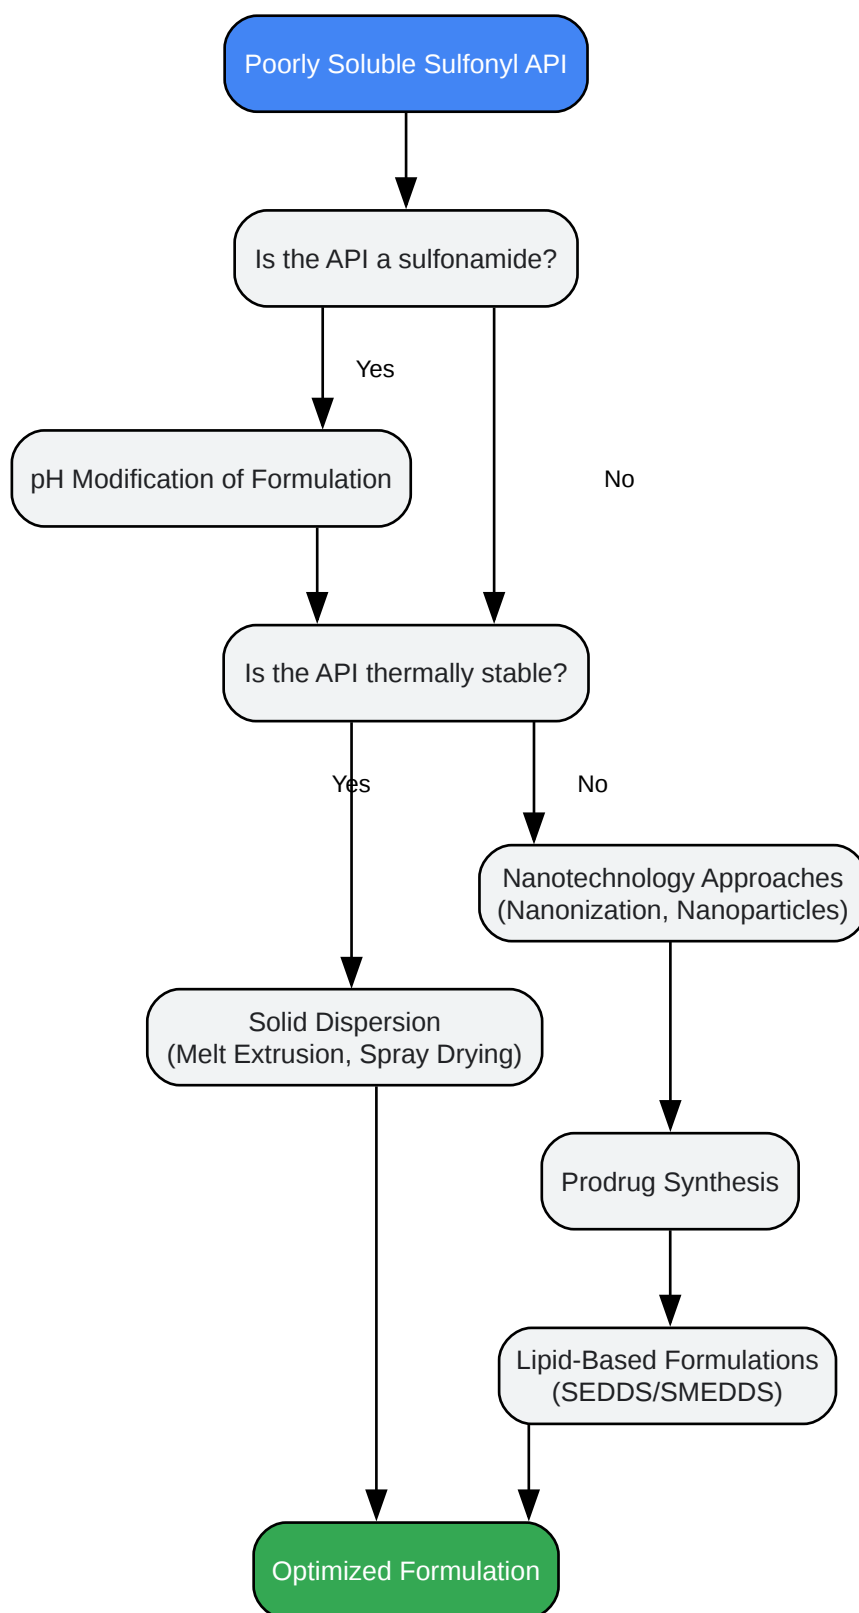 Poorly Soluble Sulfonyl API
Is the API a sulfonamide?
Yes
pH Modification of Formulation
No
Is the API thermally stable?
Yes
No
Nanotechnology Approaches
(Nanonization, Nanoparticles)
Solid Dispersion
(Melt Extrusion, Spray Drying)
Prodrug Synthesis
Lipid-Based Formulations
(SEDDS/SMEDDS)
Optimized Formulation